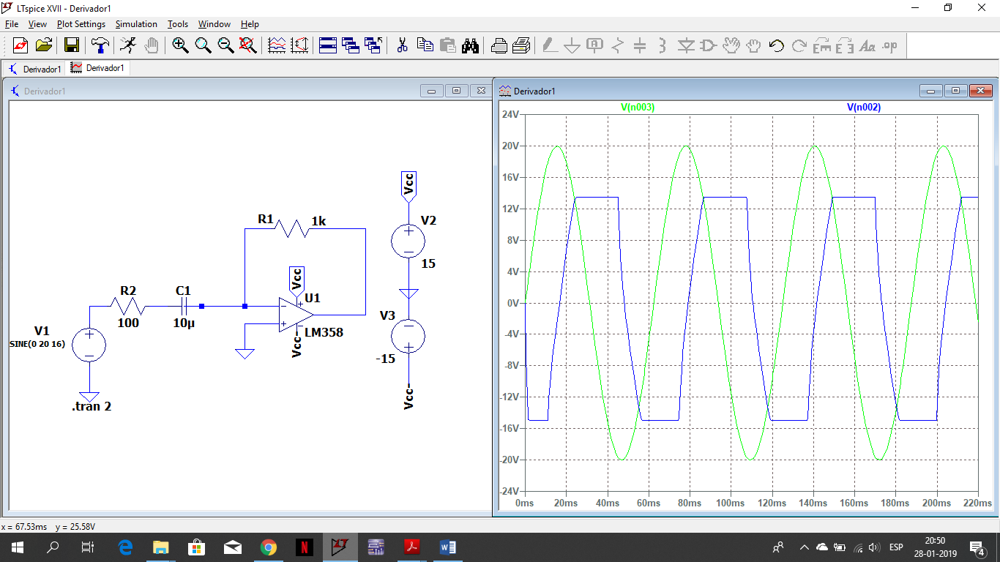 LTspice XVII - Derivador1
File View Plot Settings Simulation Tools Window Help
Derivador1 Derivador1
Derivador1
Vcc
R1 1k
V2
15
Vcc
R2 C1 U1
100 10µ
V3
LM358
V1
SINE(0 20 16)
Vcc-
-15
Vcc-
.tran 2
Derivador1
V(n003) V(n002)
24V
20V
16V
12V
8V
4V
0V
-4V
-8V
-12V
-16V
-20V
-24V
0ms 20ms 40ms 60ms 80ms 100ms 120ms 140ms 160ms 180ms 200ms 220ms
x = 67.53ms y = 25.58V
ESP
20:50
28-01-2019
4